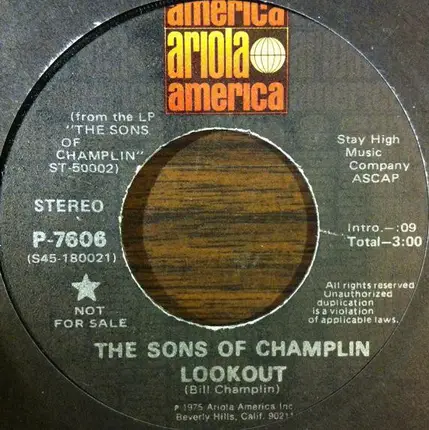 america
ariola
america
(from the LP
"THE SONS
OF
CHAMPLIN"
ST-50002)
STEREO
P-7606
(S45-180021)
NOT
FOR SALE
Stay High
Music
Company
ASCAP
Intro.—:09
Total—3:00
All rights reserved
Unauthorized
duplication
is a violation
of applicable laws.
THE SONS OF CHAMPLIN
LOOKOUT
(Bill Champlin)
℗ 1975 Ariola America Inc
Beverly Hills, Calif. 90211